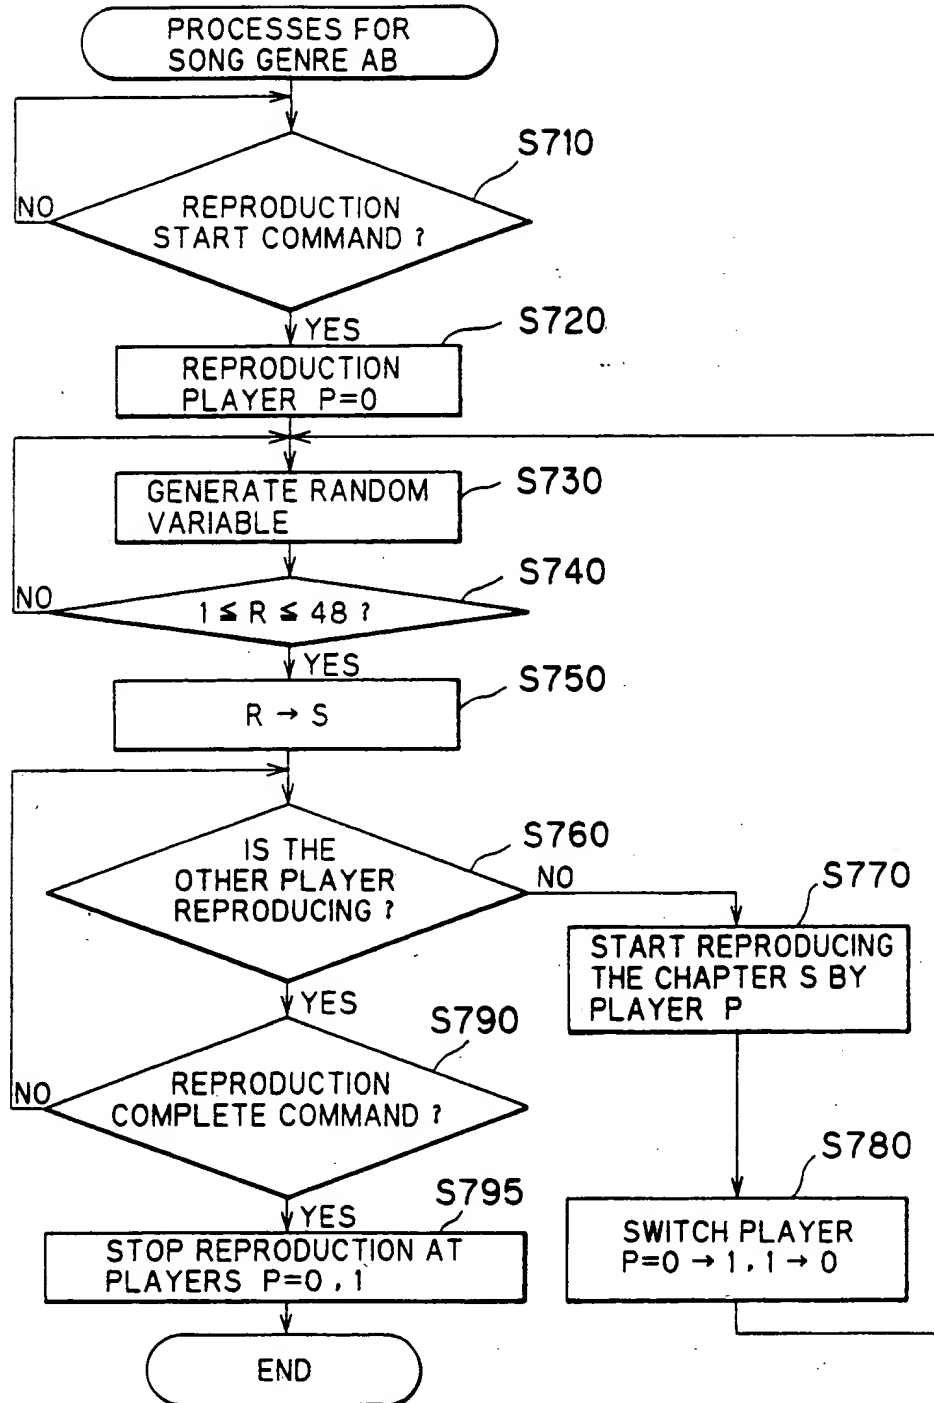 PROCESSES FOR
SONG GENRE AB
S710
NO
REPRODUCTION
START COMMAND ?
YES
S720
REPRODUCTION
PLAYER P=0
S730
GENERATE RANDOM
VARIABLE
S740
NO
1 ≦ R ≦ 48 ?
YES
S750
R → S
S760
IS THE
OTHER PLAYER
REPRODUCING ?
NO
S770
START REPRODUCING
THE CHAPTER S BY
PLAYER P
YES
S790
NO
REPRODUCTION
COMPLETE COMMAND ?
S780
SWITCH PLAYER
P=0 → 1, 1 → 0
YES
S795
STOP REPRODUCTION AT
PLAYERS P=0, 1
END